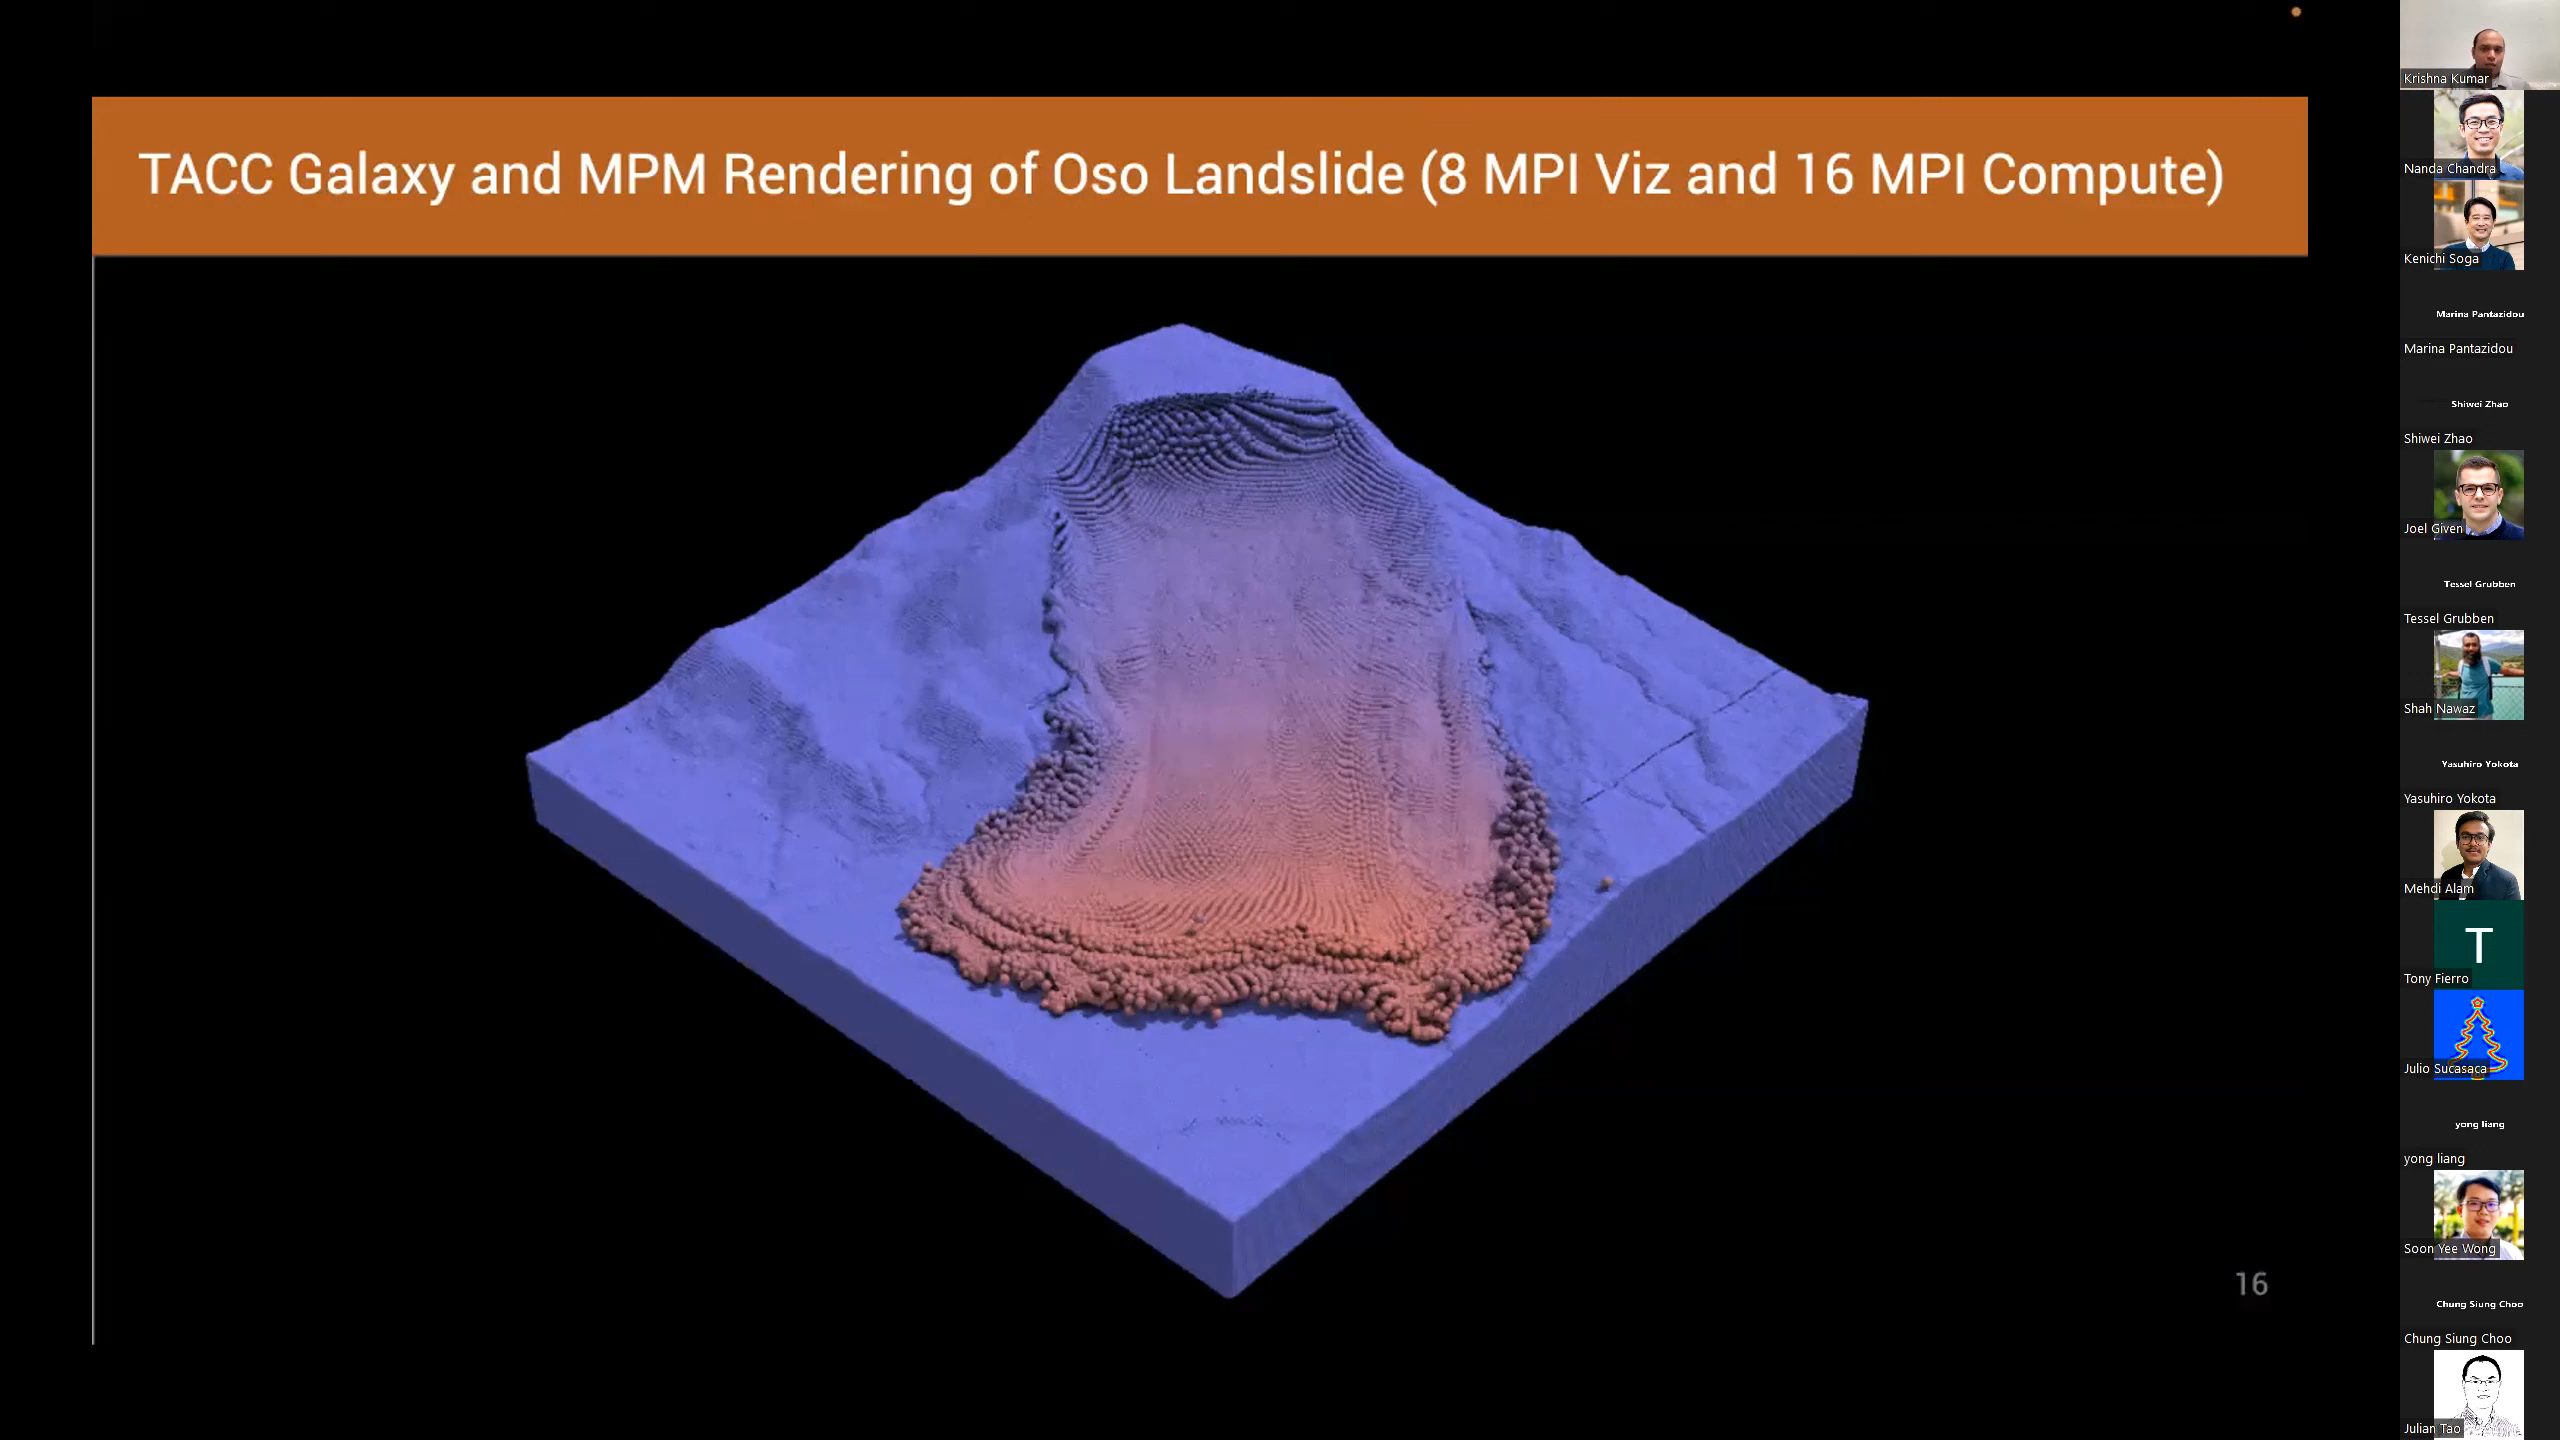 TACC Galaxy and MPM Rendering of Oso Landslide (8 MPI Viz and 16 MPI Compute)
16
Krishna Kumar
Nanda Chandra
Kenichi Soga
Marina Pantazidou
Marina Pantazidou
Shiwei Zhao
Shiwei Zhao
Joel Given
Tessel Grubben
Tessel Grubben
Shah Nawaz
Yasuhiro Yokota
Yasuhiro Yokota
Mehdi Alam
T
Tony Fierro
Julio Sucasaca
yong liang
yong liang
Soon Yee Wong
Chung Siung Choo
Chung Siung Choo
Julian Tao